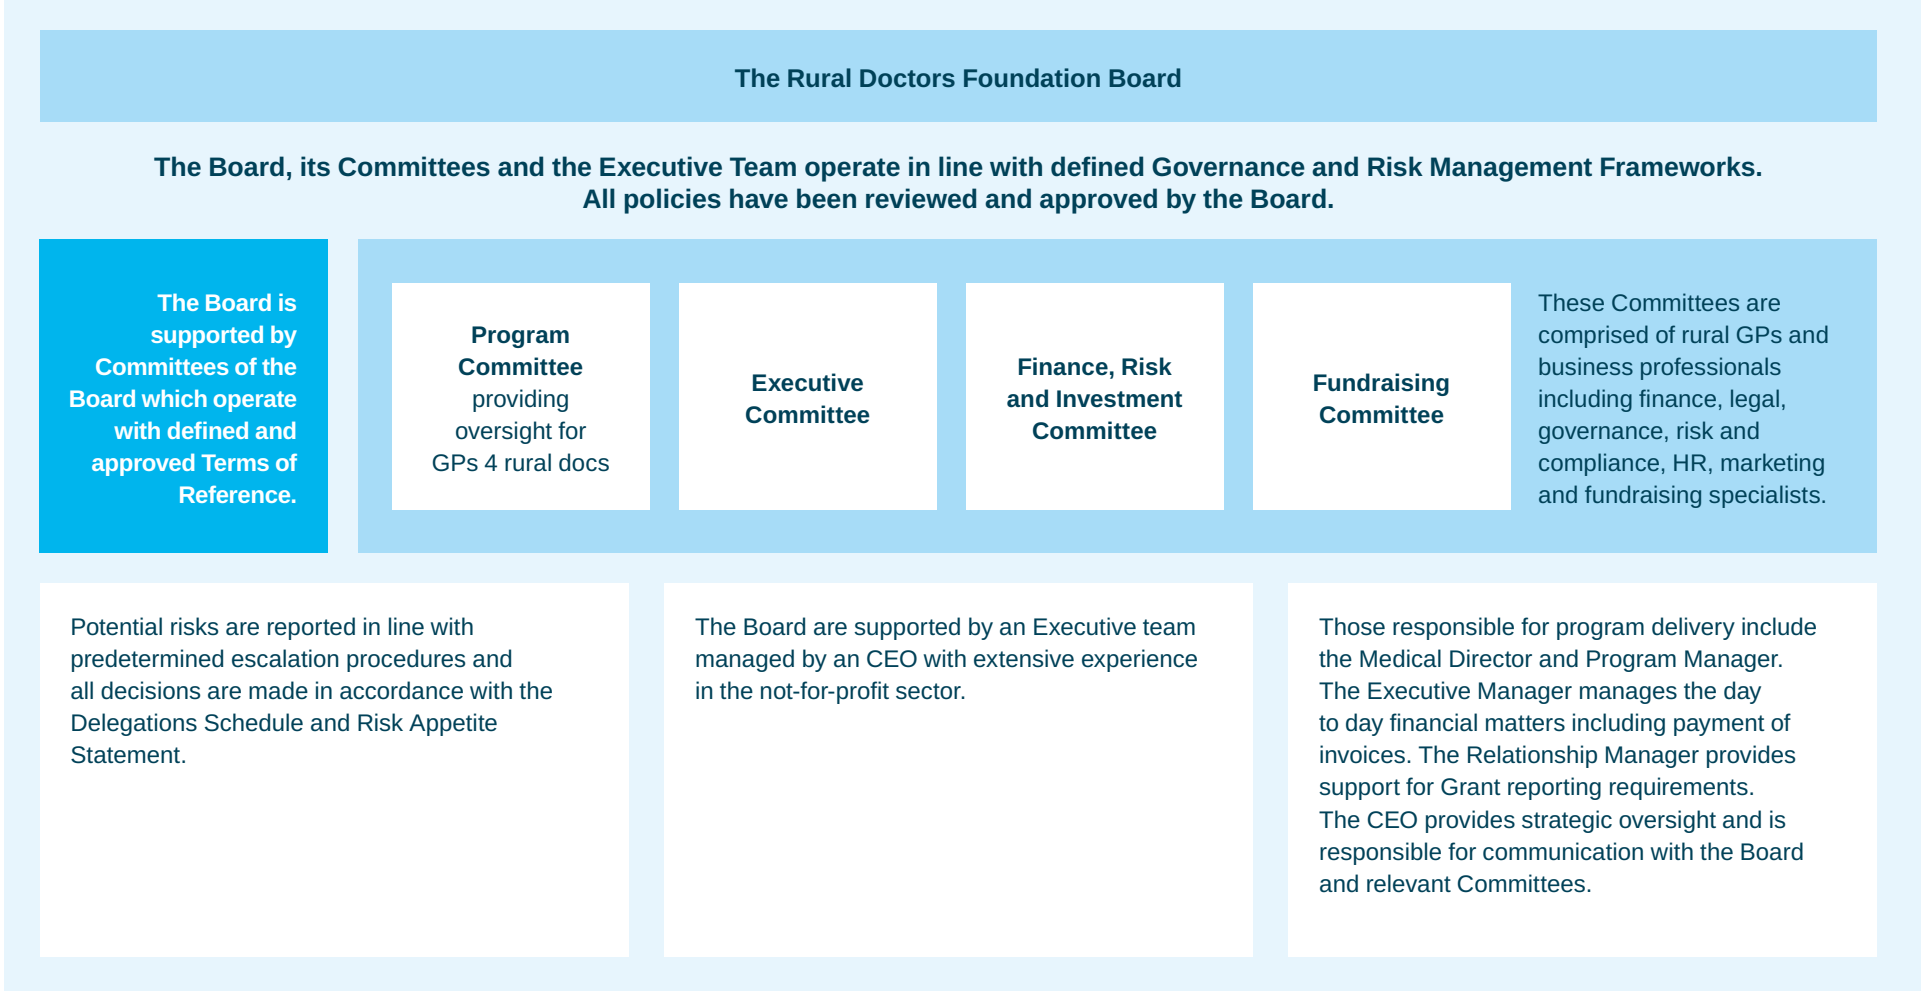 The Rural Doctors Foundation Board
The Board, its Committees and the Executive Team operate in line with defined Governance and Risk Management Frameworks.
All policies have been reviewed and approved by the Board.
The Board is
supported by
Committees of the
Board which operate
with defined and
approved Terms of
Reference.
Program
Committee
providing
oversight for
GPs 4 rural docs
Executive
Committee
Finance, Risk
and Investment
Committee
Fundraising
Committee
These Committees are
comprised of rural GPs and
business professionals
including finance, legal,
governance, risk and
compliance, HR, marketing
and fundraising specialists.
Potential risks are reported in line with
predetermined escalation procedures and
all decisions are made in accordance with the
Delegations Schedule and Risk Appetite
Statement.
The Board are supported by an Executive team
managed by an CEO with extensive experience
in the not-for-profit sector.
Those responsible for program delivery include
the Medical Director and Program Manager.
The Executive Manager manages the day
to day financial matters including payment of
invoices. The Relationship Manager provides
support for Grant reporting requirements.
The CEO provides strategic oversight and is
responsible for communication with the Board
and relevant Committees.